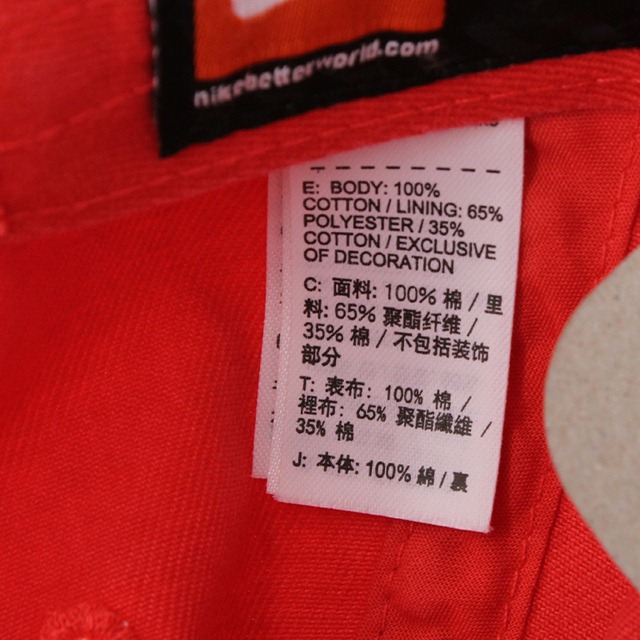 nikebetterworld.com
E: BODY: 100%
COTTON / LINING: 65%
POLYESTER / 35%
COTTON / EXCLUSIVE
OF DECORATION
C: 面料: 100% 棉 / 里
料: 65% 聚酯纤维 /
35% 棉 / 不包括装饰
部分
T: 表布: 100% 棉 /
裡布: 65% 聚酯纖維 /
35% 棉
J: 本体: 100% 綿 / 裏